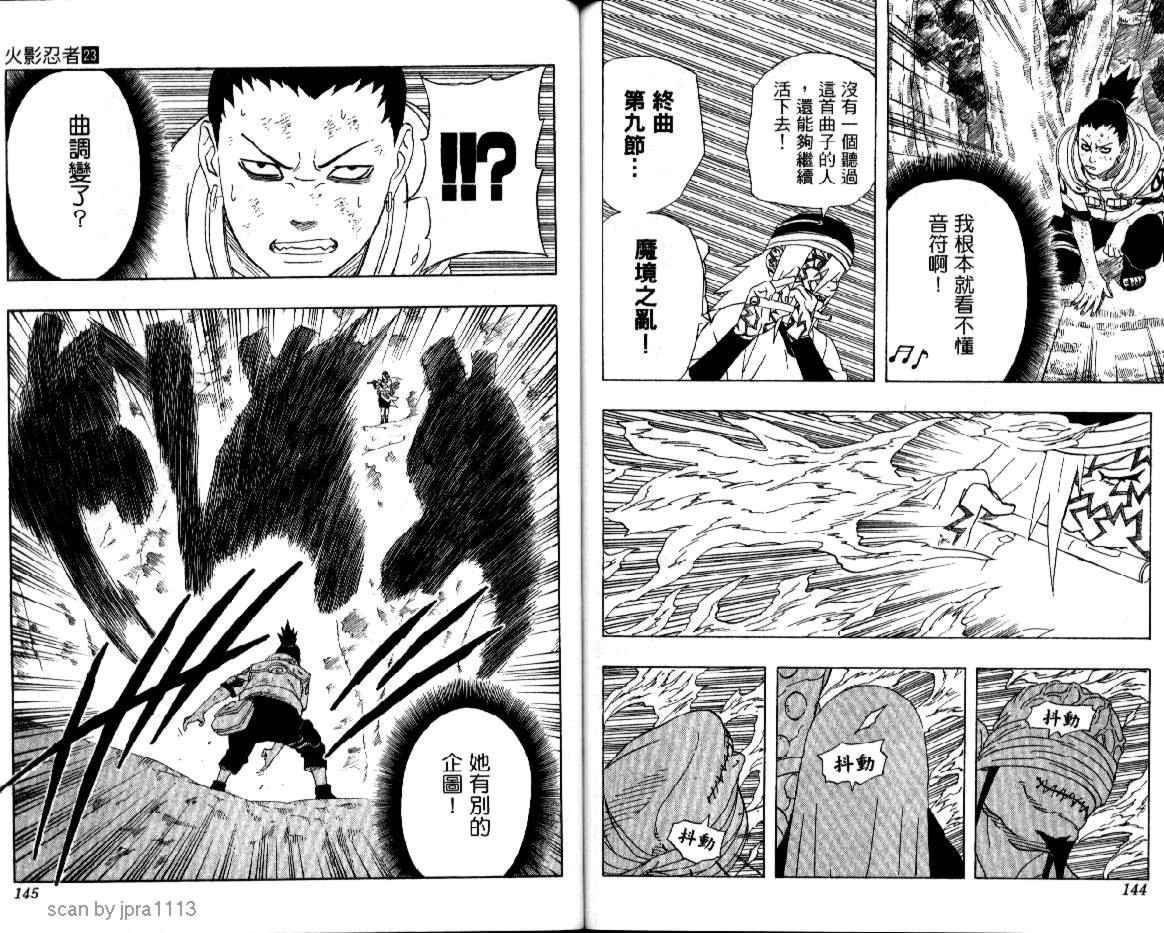 我根本就看不懂
音符啊！
沒有一個聽過
這首曲子的人
，還能夠繼續
活下去！
終曲
第九節…
魔境之亂！
抖動
抖動
抖動
144
火影忍者23
!!?
曲調變了？
她有別的
企圖！
145
scan by jpra1113